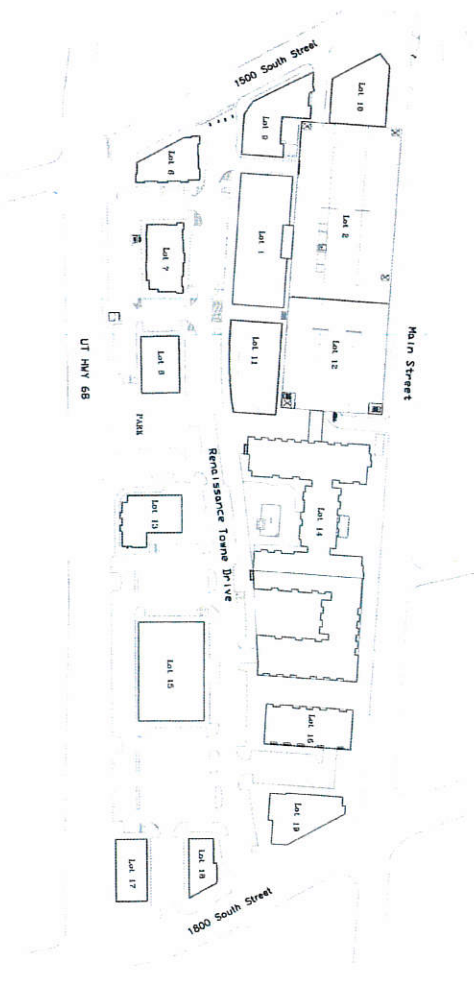 1500 South Street
Lot 10
Lot 9
Lot 6
Lot 2
Lot 1
Lot 7
Main Street
Lot 12
Lot 11
Lot 8
UT HWY 68
PARK
Renaissance Towne Drive
Lot 14
Lot 13
Lot 15
Lot 16
Lot 19
Lot 18
Lot 17
1800 South Street